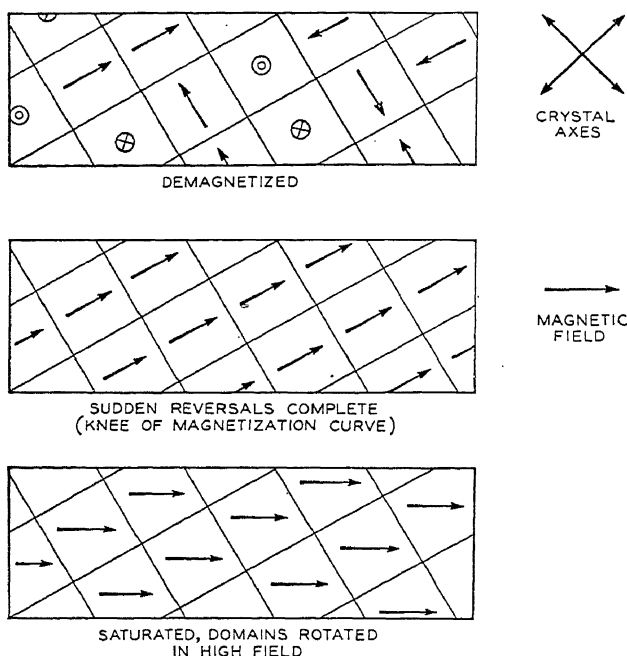 DEMAGNETIZED
CRYSTAL
AXES
SUDDEN REVERSALS COMPLETE
(KNEE OF MAGNETIZATION CURVE)
MAGNETIC
FIELD
SATURATED, DOMAINS ROTATED
IN HIGH FIELD